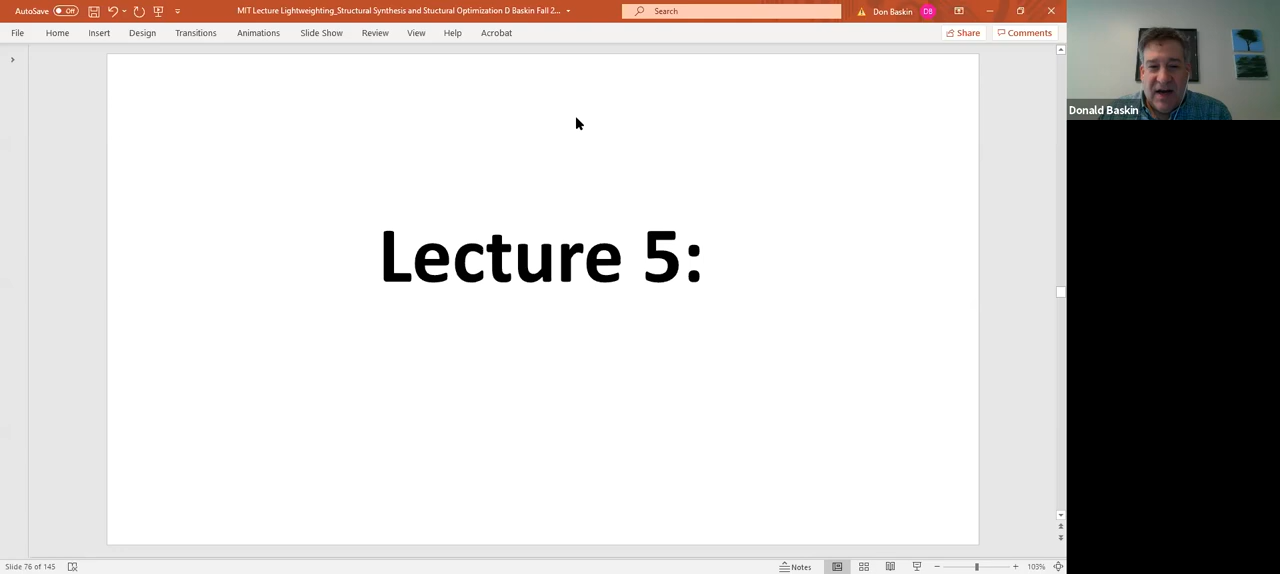 AutoSave Off
MIT Lecture Lightweighting_Structural Synthesis and Stuctural Optimization D Baskin Fall 2...
Search
Don Baskin DB
File Home Insert Design Transitions Animations Slide Show Review View Help Acrobat
Share Comments
Donald Baskin
Lecture 5:
Slide 76 of 145
Notes
103%